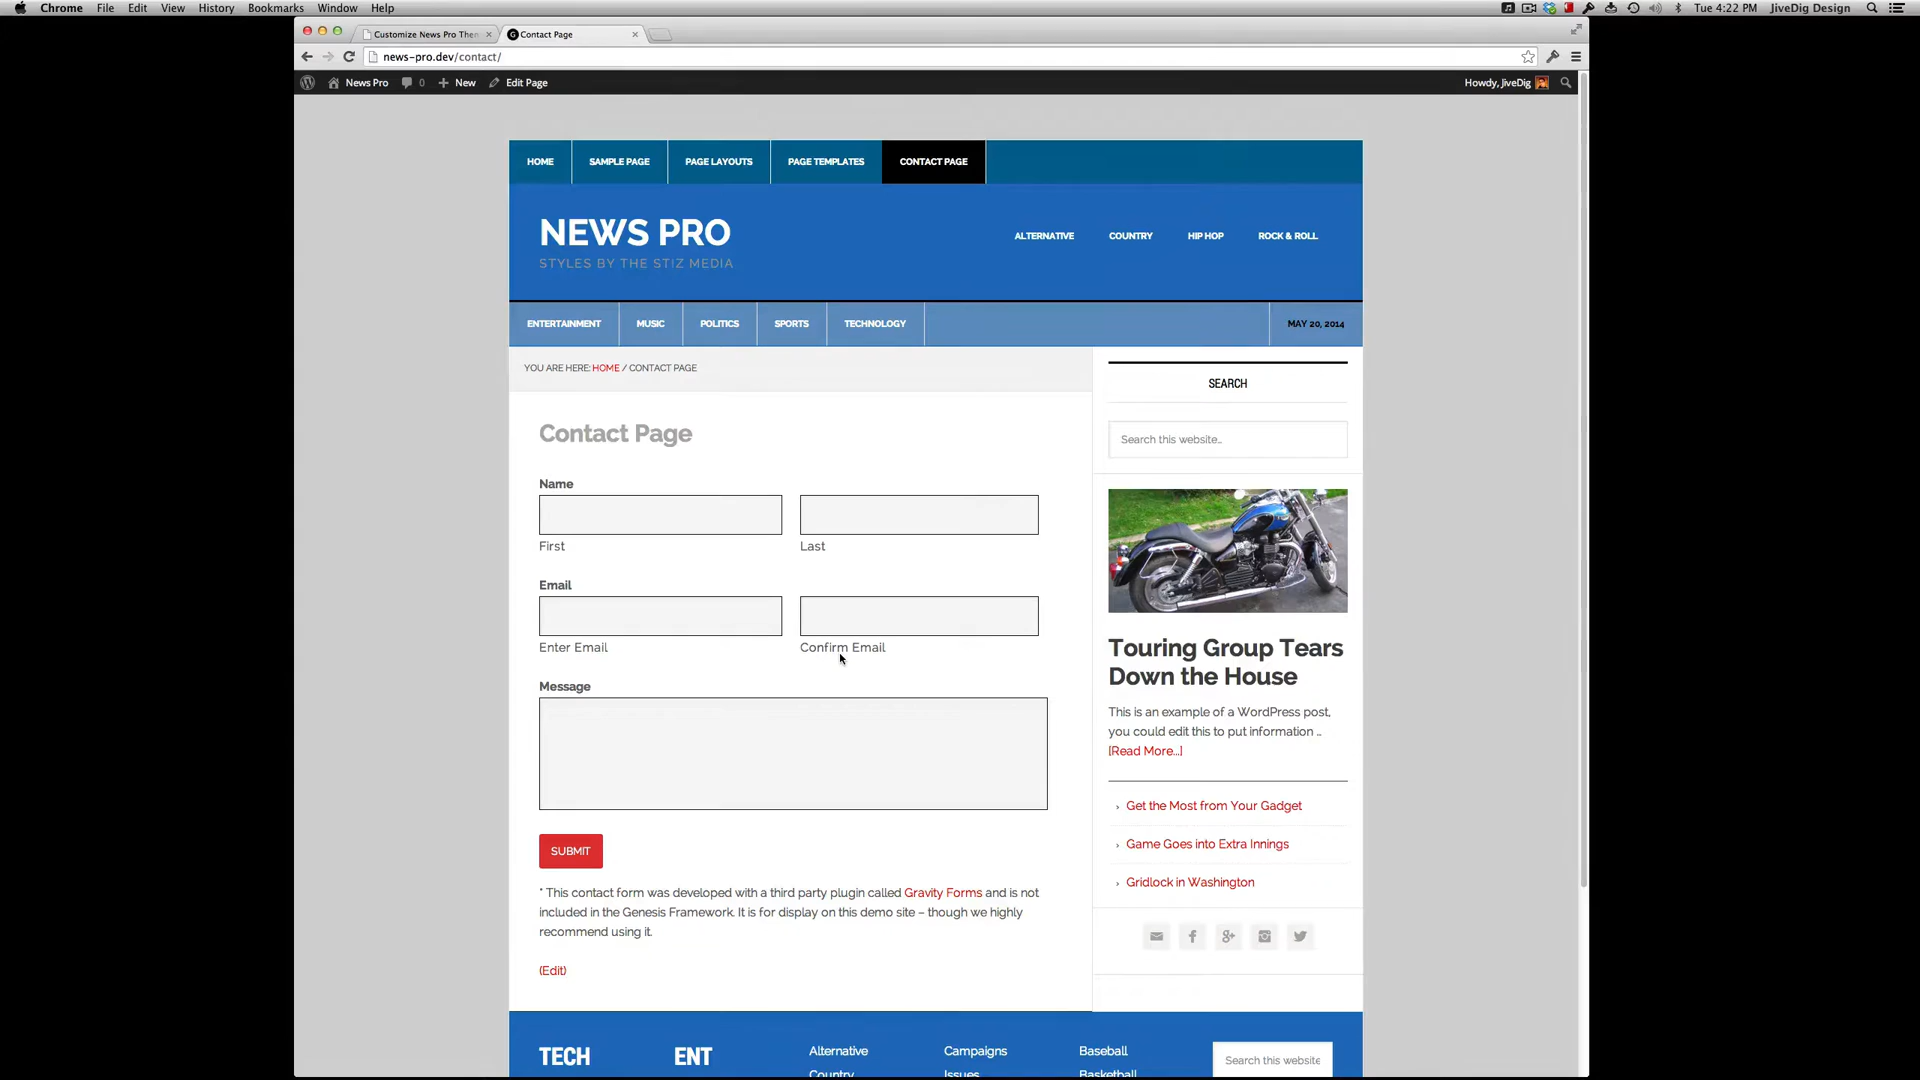 Chrome File Edit View History Bookmarks Window Help
Tue 4:22 PM JiveDig Design
Customize News Pro Then
Contact Page
news-pro.dev/contact/
News Pro 0 New Edit Page
Howdy, JiveDig
HOME SAMPLE PAGE PAGE LAYOUTS PAGE TEMPLATES CONTACT PAGE
NEWS PRO
STYLES BY THE STIZ MEDIA
ALTERNATIVE COUNTRY HIP HOP ROCK & ROLL
ENTERTAINMENT MUSIC POLITICS SPORTS TECHNOLOGY
MAY 20, 2014
YOU ARE HERE: HOME / CONTACT PAGE
Contact Page
Name
First
Last
Email
Enter Email
Confirm Email
Message
SUBMIT
* This contact form was developed with a third party plugin called Gravity Forms and is not
included in the Genesis Framework. It is for display on this demo site – though we highly
recommend using it.
(Edit)
SEARCH
Search this website…
Touring Group Tears
Down the House
This is an example of a WordPress post,
you could edit this to put information …
[Read More...]
Get the Most from Your Gadget
Game Goes into Extra Innings
Gridlock in Washington
TECH
ENT
Alternative
Country
Campaigns
Issues
Baseball
Basketball
Search this website